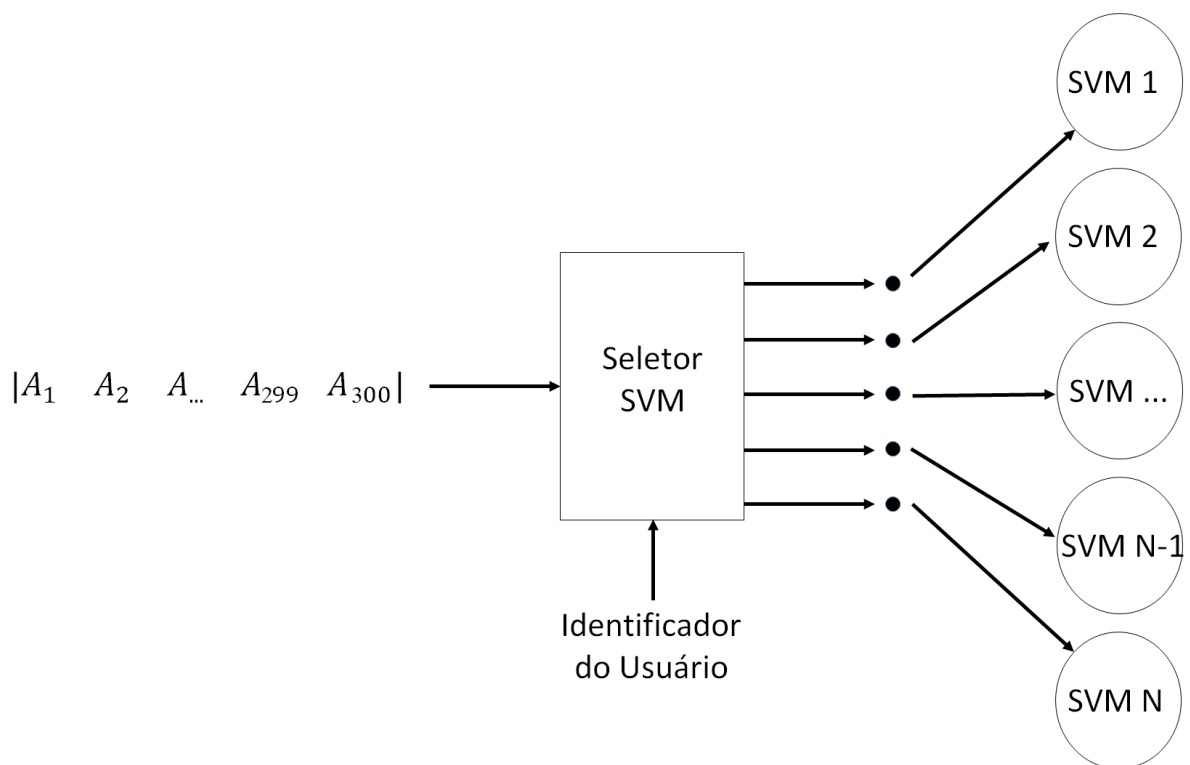 SVM 1
SVM 2
|A₁ A₂ A... A₂₉₉ A₃₀₀|
Seletor
SVM
SVM ...
SVM N-1
Identificador
do Usuário
SVM N